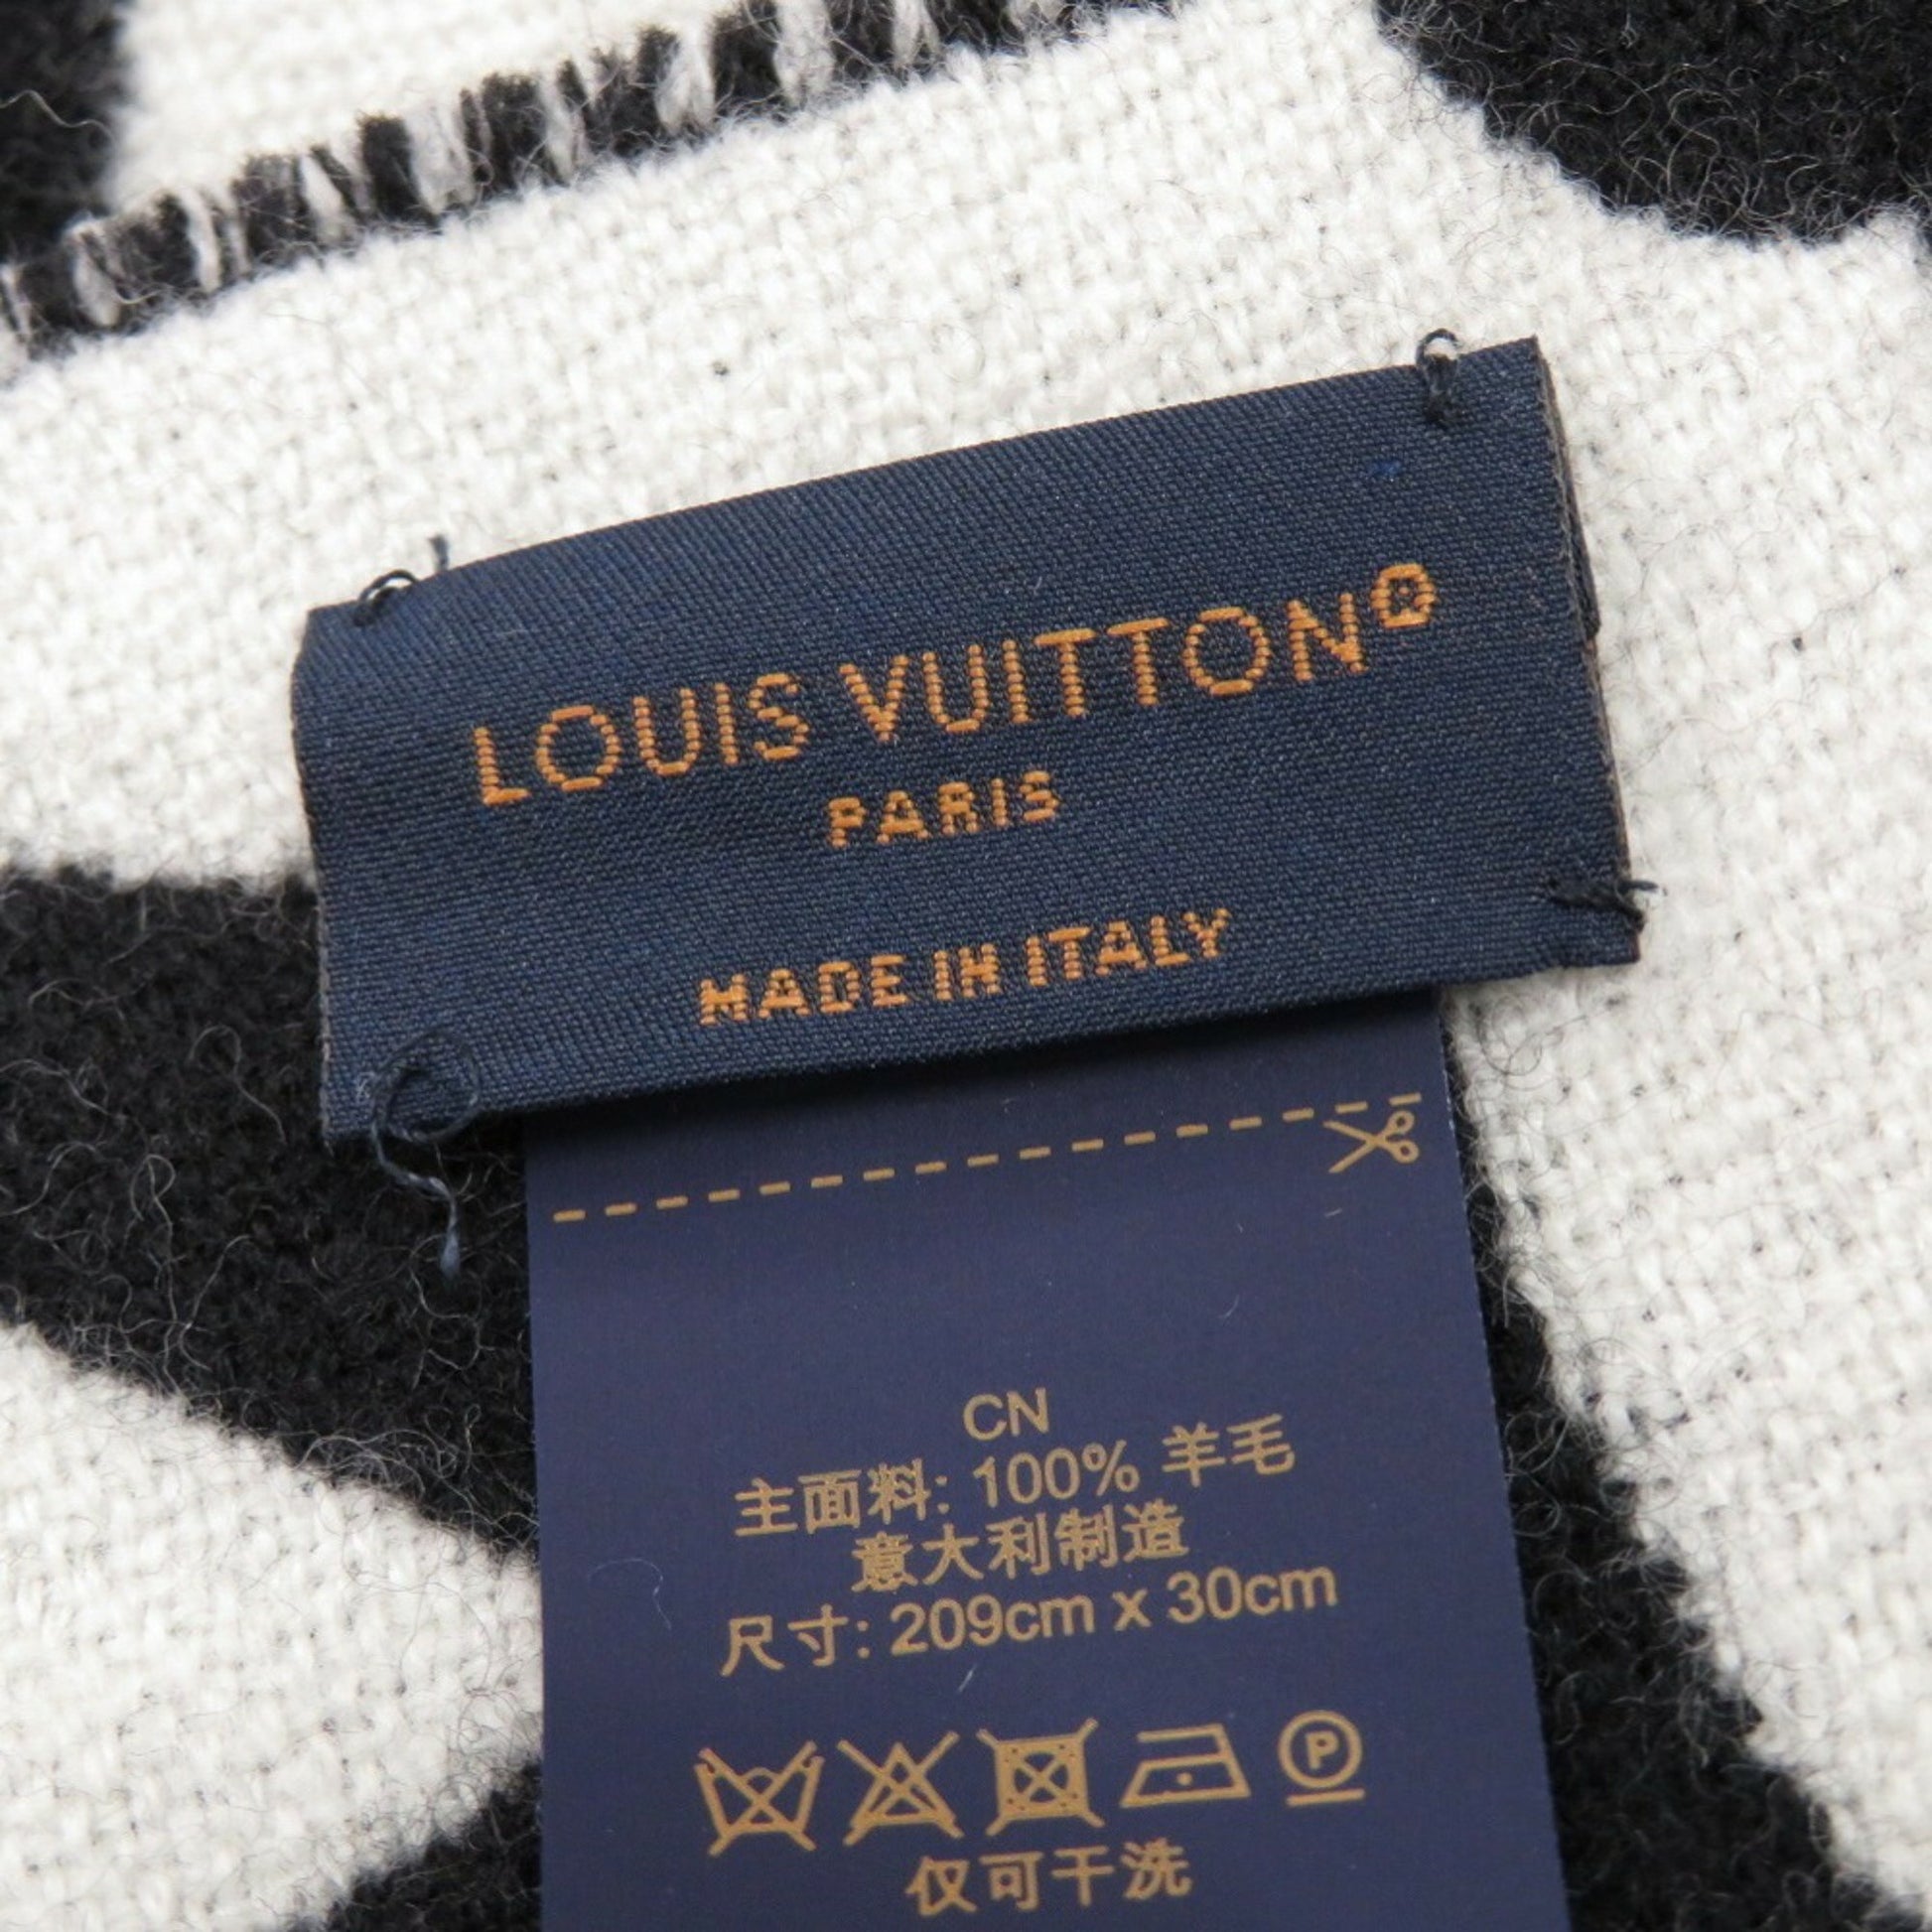 LOUIS VUITTON®
PARIS
MADE IN ITALY
CN
主面料: 100% 羊毛
意大利制造
尺寸: 209cm x 30cm
P
仅可干洗